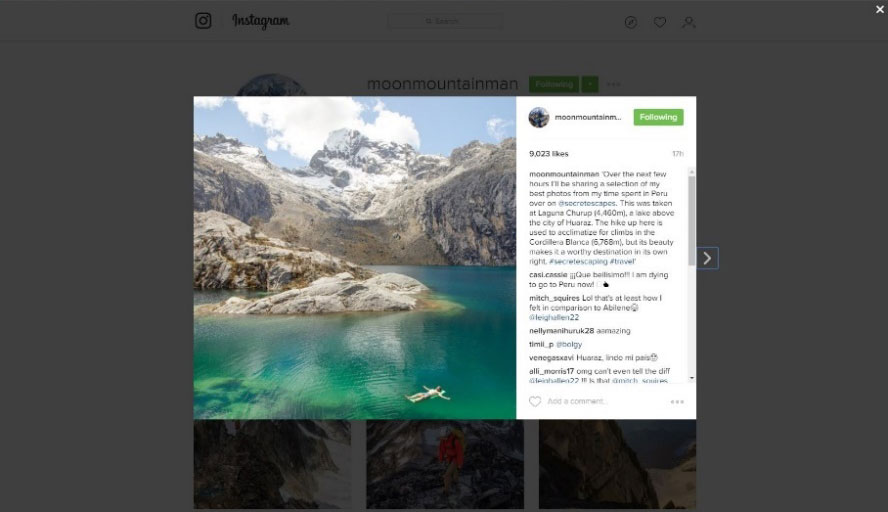 Instagram
Search
moonmountainman Following
moonmountainm... Following
9,023 likes 17h
moonmountainman 'Over the next few
hours I'll be sharing a selection of my
best photos from my time spent in Peru
over on @secretescapes. This was taken
at Laguna Churup (4,460m), a lake above
the city of Huaraz. The hike up here is
used to acclimatize for climbs in the
Cordillera Blanca (6,768m), but its beauty
makes it a worthy destination in its own
right. #secretescaping #travel'
casi.cassie ¡¡¡Que bellisimo!!! I am dying
to go to Peru now!
mitch_squires Lol that's at least how I
felt in comparison to Abilene
@leighallen22
nellymanihuruk28 aamazing
timii_p @bolgy
venegasxavi Huaraz, lindo mi país
alli_morris17 omg can't even tell the diff
@leighallen22 !!! Is that @mitch_squires
Add a comment...